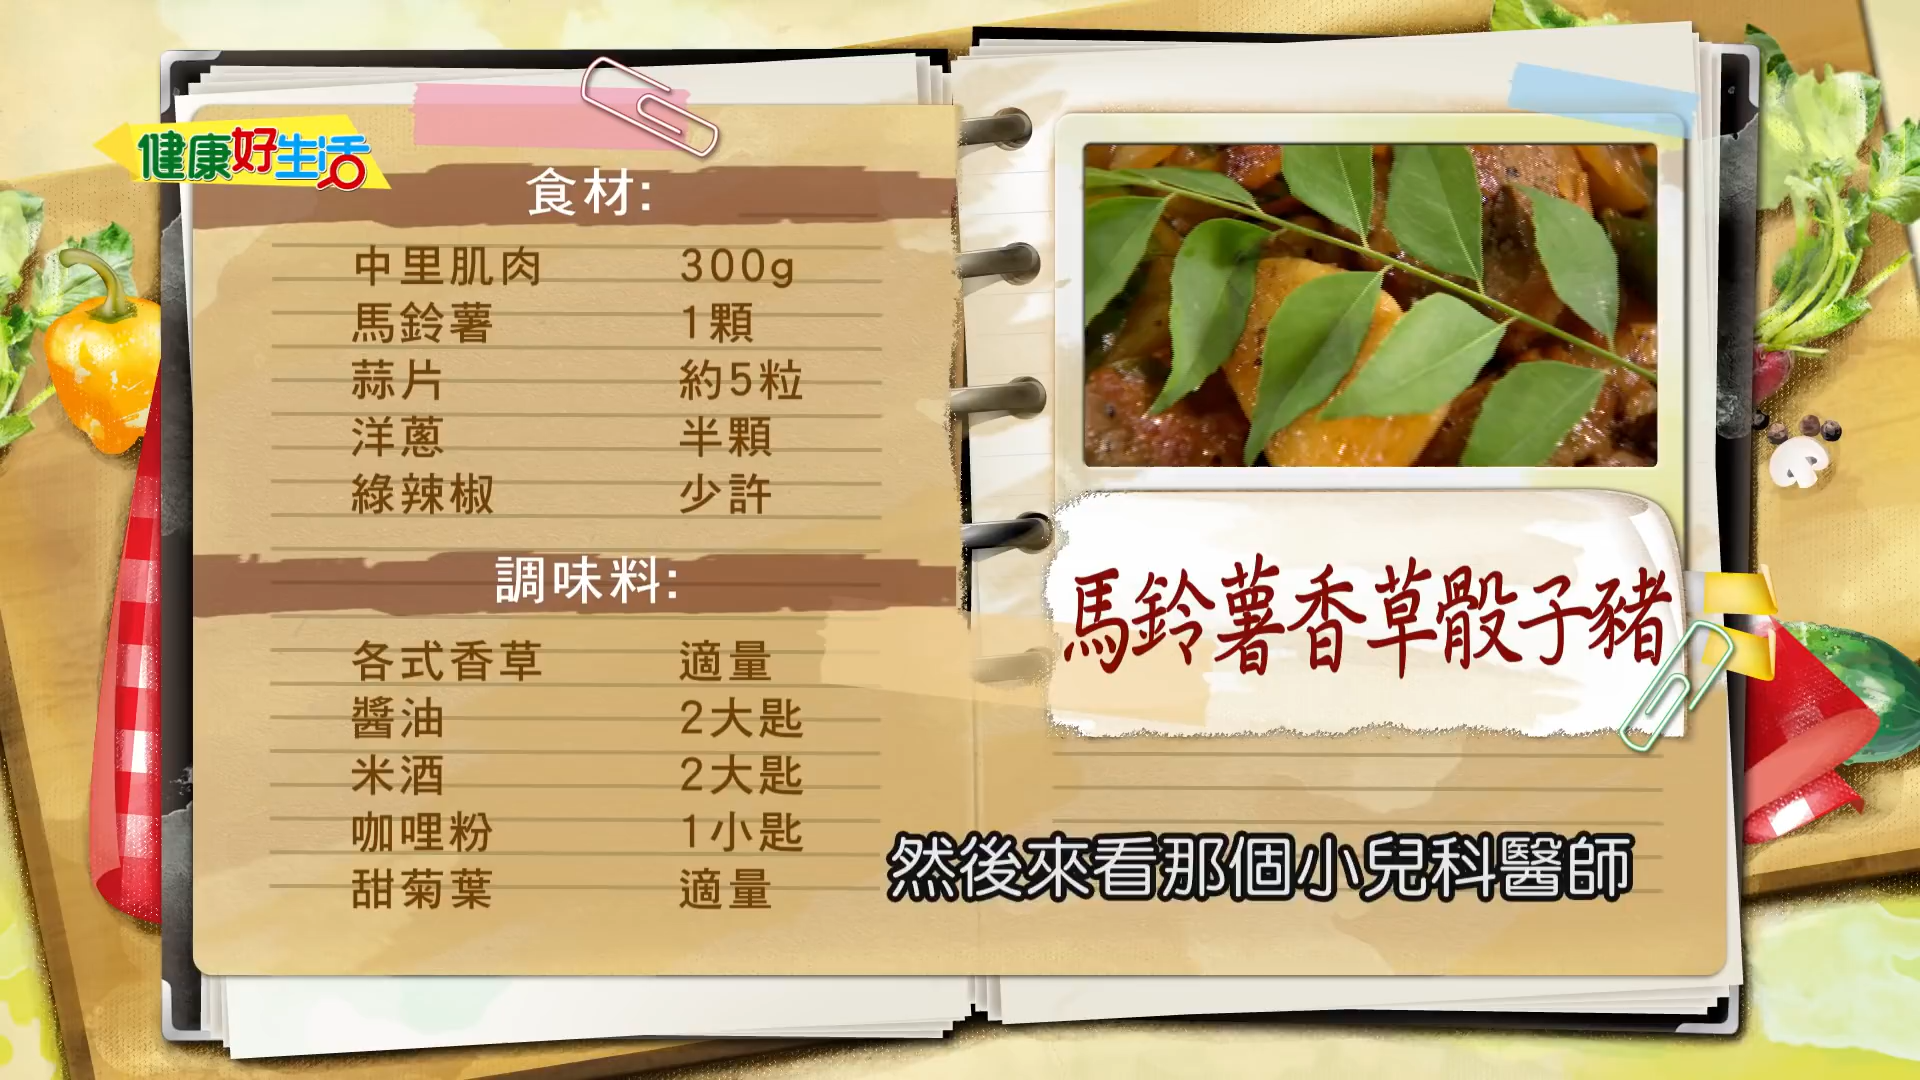 健康好生活
食材:
中里肌肉 300g
馬鈴薯 1顆
蒜片 約5粒
洋蔥 半顆
綠辣椒 少許
調味料:
各式香草 適量
醬油 2大匙
米酒 2大匙
咖哩粉 1小匙
甜菊葉 適量
馬鈴薯香草骰子豬
然後來看那個小兒科醫師